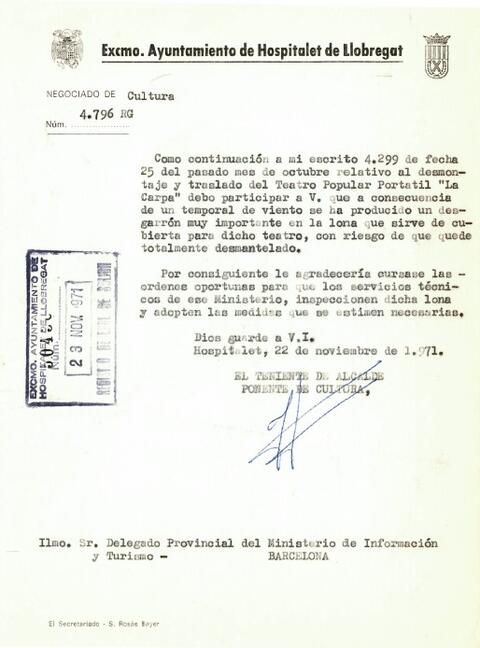 Excmo. Ayuntamiento de Hospitalet de Llobregat
NEGOCIADO DE Cultura
Núm. 4.796 RG
Como continuación a mi escrito 4.299 de fecha
25 del pasado mes de octubre relativo al desmon-
taje y traslado del Teatro Popular Portatil "La
Carpa" debo participar a V. que a consecuencia
de un temporal de viento se ha producido un des-
garrón muy importante en la lona que sirve de cu-
bierta para dicho teatro, con riesgo de que quede
totalmente desmantelado.
Por consiguiente le agradecería cursase las -
ordenes oportunas para que los servicios técni-
cos de ese Ministerio, inspeccionen dicha lona
y adopten las medidas que se estimen necesarias.
EXCMO. AYUNTAMIENTO DE
HOSPITALET DE LLOBREGAT
Núm.
23 NOV. 1971
Dios guarde a V.I.
Hospitalet, 22 de noviembre de 1.971.
EL TENIENTE DE ALCALDE
PONENTE DE CULTURA,
Ilmo. Sr. Delegado Provincial del Ministerio de Información
y Turismo - BARCELONA
El Secretariado - S. Rosés Bayer